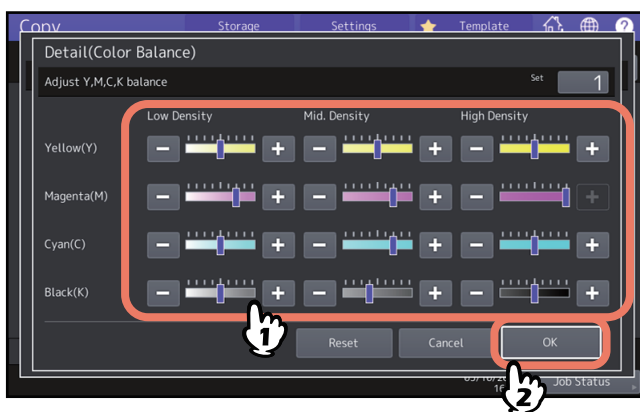 Copy Storage Settings Template ?
Detail(Color Balance)
Adjust Y,M,C,K balance Set 1
Low Density Mid. Density High Density
Yellow(Y)
Magenta(M)
Cyan(C)
Black(K)
1
Reset Cancel OK
2
Job Status